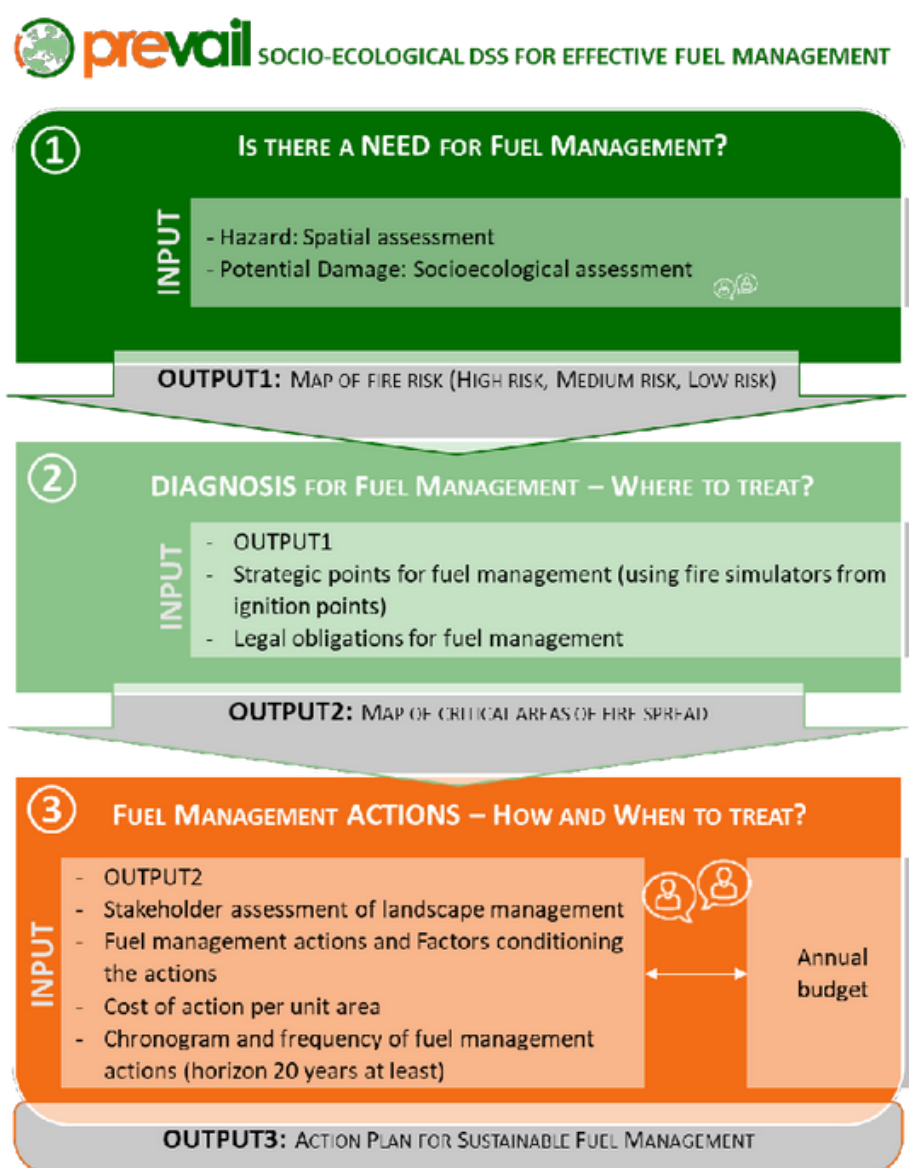 prevail SOCIO-ECOLOGICAL DSS FOR EFFECTIVE FUEL MANAGEMENT
1 IS THERE A NEED FOR FUEL MANAGEMENT?
INPUT
- Hazard: Spatial assessment
- Potential Damage: Socioecological assessment
OUTPUT1: MAP OF FIRE RISK (HIGH RISK, MEDIUM RISK, LOW RISK)
2 DIAGNOSIS FOR FUEL MANAGEMENT – WHERE TO TREAT?
INPUT
- OUTPUT1
- Strategic points for fuel management (using fire simulators from
ignition points)
- Legal obligations for fuel management
OUTPUT2: MAP OF CRITICAL AREAS OF FIRE SPREAD
3 FUEL MANAGEMENT ACTIONS – HOW AND WHEN TO TREAT?
INPUT
- OUTPUT2
- Stakeholder assessment of landscape management
- Fuel management actions and Factors conditioning
the actions
- Cost of action per unit area
- Chronogram and frequency of fuel management
actions (horizon 20 years at least)
Annual
budget
OUTPUT3: ACTION PLAN FOR SUSTAINABLE FUEL MANAGEMENT